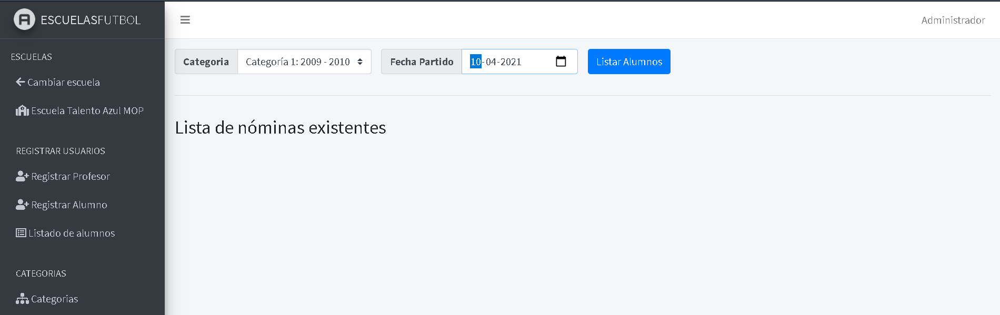 ESCUELASFUTBOL
Administrador
ESCUELAS
Cambiar escuela
Escuela Talento Azul MOP
REGISTRAR USUARIOS
Registrar Profesor
Registrar Alumno
Listado de alumnos
CATEGORIAS
Categorias
Categoria Categoría 1: 2009 - 2010 Fecha Partido 10-04-2021 Listar Alumnos
Lista de nóminas existentes